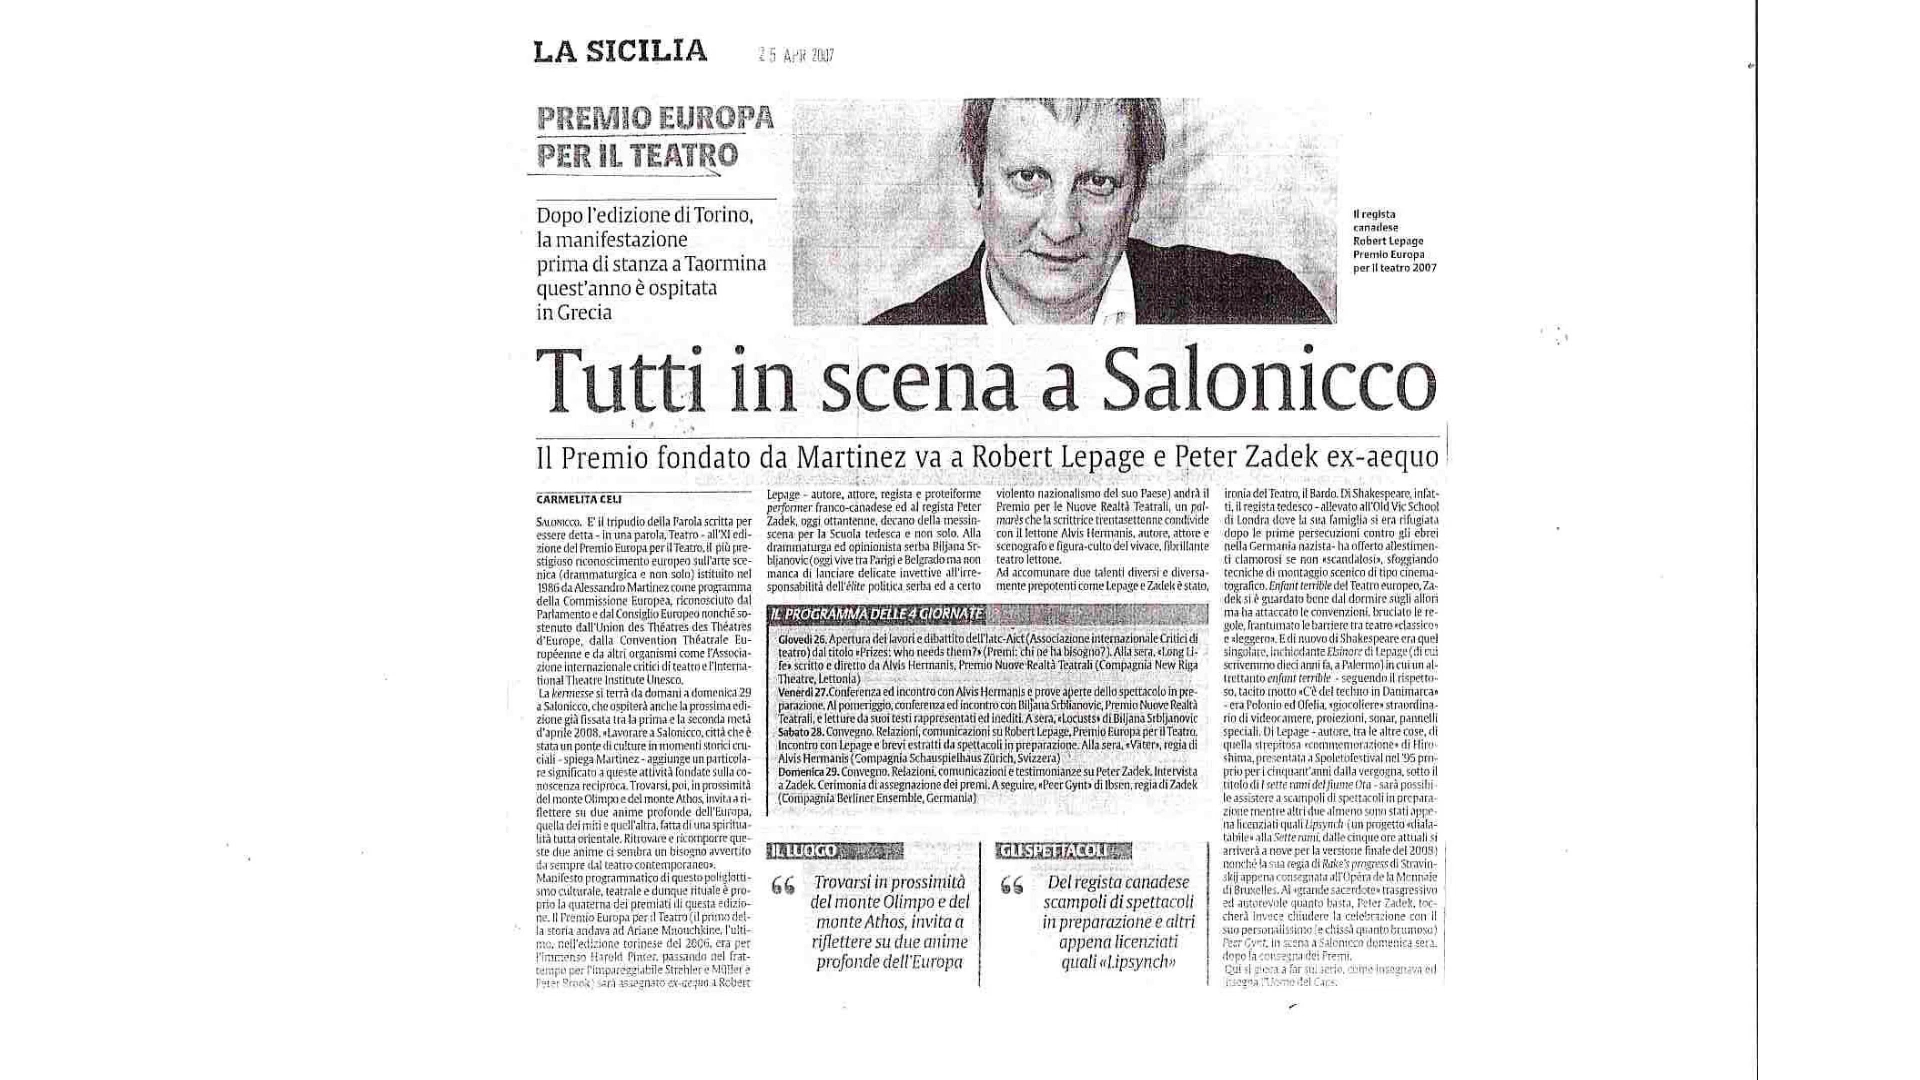 LA SICILIA
25 APR 2007
PREMIO EUROPA
PER IL TEATRO
Dopo l'edizione di Torino,
la manifestazione
prima di stanza a Taormina
quest'anno è ospitata
in Grecia
Il regista
canadese
Robert Lepage
Premio Europa
per il teatro 2007
Tutti in scena a Salonicco
Il Premio fondato da Martinez va a Robert Lepage e Peter Zadek ex-aequo
CARMELITA CELI
SALONICCO. E' il tripudio della Parola scritta per
essere detta - in una parola, Teatro - all'XI edi-
zione del Premio Europa per il Teatro, il più pre-
stigioso riconoscimento europeo sull'arte sce-
nica (drammaturgica e non solo) istituito nel
1986 da Alessandro Martinez come programma
della Commissione Europea, riconosciuto dal
Parlamento e dal Consiglio Europeo nonché so-
stenuto dall'Union des Théatres des Théatres
d'Europe, dalla Convention Théatrale Eu-
ropéenne e da altri organismi come l'Associa-
zione internazionale critici di teatro e l'Interna-
tional Theatre Institute Unesco.
La kermesse si terrà da domani a domenica 29
a Salonicco, che ospiterà anche la prossima edi-
zione già fissata tra la prima e la seconda metà
d'aprile 2008. «Lavorare a Salonicco, città che è
stata un ponte di culture in momenti storici cru-
ciali - spiega Martinez - aggiunge un particola-
re significato a queste attività fondate sulla co-
noscenza reciproca. Trovarsi, poi, in prossimità
del monte Olimpo e del monte Athos, invita a ri-
flettere su due anime profonde dell'Europa,
quella dei miti e quell'altra, fatta di una spiritua-
lità tutta orientale. Ritrovare e ricomporre que-
ste due anime ci sembra un bisogno avvertito
da sempre dal teatro contemporaneo».
Manifesto programmatico di questo poliglotti-
smo culturale, teatrale e dunque rituale è pro-
prio la quaterna dei premiati di questa edizio-
ne. Il Premio Europa per il Teatro (il primo del-
la storia andava ad Ariane Mnouchkine, l'ulti-
mo, nell'edizione torinese del 2006, era per
l'immenso Harold Pinter, passando nel frat-
tempo per l'impareggiabile Strehler e Müller e
Peter Brook) sarà assegnato ex-aequo a Robert
Lepage - autore, attore, regista e proteiforme
performer franco-canadese ed al regista Peter
Zadek, oggi ottantenne, decano della messin-
scena per la Scuola tedesca e non solo. Alla
drammaturga ed opinionista serba Biljana Sr-
bljanovic (oggi vive tra Parigi e Belgrado ma non
manca di lanciare delicate invettive all'irre-
sponsabilità dell'élite politica serba ed a certo
violento nazionalismo del suo Paese) andrà il
Premio per le Nuove Realtà Teatrali, un pal-
marès che la scrittrice trentasettenne condivide
con il lettone Alvis Hermanis, autore, attore e
scenografo e figura-culto del vivace, fibrillante
teatro lettone.
Ad accomunare due talenti diversi e diversa-
mente prepotenti come Lepage e Zadek è stato,
IL PROGRAMMA DELLE 4 GIORNATE
Giovedì 26. Apertura dei lavori e dibattito dell'Iatc-Aict (Associazione internazionale Critici di
teatro) dal titolo «Prizes: who needs them?» (Premi: chi ne ha bisogno?). Alla sera, «Long Li-
fe» scritto e diretto da Alvis Hermanis, Premio Nuove Realtà Teatrali (Compagnia New Riga
Theatre, Lettonia)
Venerdì 27. Conferenza ed incontro con Alvis Hermanis e prove aperte dello spettacolo in pre-
parazione. Al pomeriggio, conferenza ed incontro con Biljana Srblianovic, Premio Nuove Realtà
Teatrali, e letture da suoi testi rappresentati ed inediti. A sera, «Locusts» di Biljana Srbljanovic
Sabato 28. Convegno. Relazioni, comunicazioni su Robert Lepage, Premio Europa per il Teatro.
Incontro con Lepage e brevi estratti da spettacoli in preparazione. Alla sera, «Väter», regia di
Alvis Hermanis (Compagnia Schauspielhaus Zürich, Svizzera)
Domenica 29. Convegno. Relazioni, comunicazioni e testimonianze su Peter Zadek. Intervista
a Zadek. Cerimonia di assegnazione dei premi. A seguire, «Peer Gynt» di Ibsen, regia di Zadek
(Compagnia Berliner Ensemble, Germania)
IL LUOGO
“ Trovarsi in prossimità
del monte Olimpo e del
monte Athos, invita a
riflettere su due anime
profonde dell'Europa
GLI SPETTACOLI
“ Del regista canadese
scampoli di spettacoli
in preparazione e altri
appena licenziati
quali «Lipsynch»
ironia del Teatro, il Bardo. Di Shakespeare, infat-
ti, il regista tedesco - allevato all'Old Vic School
di Londra dove la sua famiglia si era rifugiata
dopo le prime persecuzioni contro gli ebrei
nella Germania nazista - ha offerto allestimen-
ti clamorosi se non «scandalosi», sfoggiando
tecniche di montaggio scenico di tipo cinema-
tografico. Enfant terrible del Teatro europeo, Za-
dek si è guardato bene dal dormire sugli allori
ma ha attaccato le convenzioni, bruciato le re-
gole, frantumato le barriere tra teatro «classico»
e «leggero». E di nuovo di Shakespeare era quel
singolare, inchiodante Elsinore di Lepage (di cui
scrivemmo dieci anni fa, a Palermo) in cui un al-
trettanto enfant terrible - seguendo il rispetto-
so, tacito motto «C'è del techno in Danimarca»
- era Polonio ed Ofelia, «giocoliere» straordina-
rio di videocamere, proiezioni, sonar, pannelli
speciali. Di Lepage - autore, tra le altre cose, di
quella strepitosa «commemorazione» di Hiro-
shima, presentata a Spoletofestival nel '95 pro-
prio per i cinquant'anni dalla vergogna, sotto il
titolo di I sette rami del fiume Ota - sarà possibi-
le assistere a scampoli di spettacoli in prepara-
zione mentre altri due almeno sono stati appe-
na licenziati quali Lipsynch (un progetto «dila-
tabile» alla Sette rami, dalle cinque ore attuali si
arriverà a nove per la versione finale del 2008)
nonché la sua regia di Rake's progress di Stravin-
skij appena consegnata all'Opéra de la Monnaie
di Bruxelles. Al «grande sacerdote» trasgressivo
ed autorevole quanto basta, Peter Zadek, toc-
cherà invece chiudere la celebrazione con il
suo personalissimo (e chissà quanto brumoso)
Peer Gynt, in scena a Salonicco domenica sera,
dopo la consegna dei Premi.
Qui si gioca a far sul serio, come insegnava ed
insegna l'Uomo del Caos.